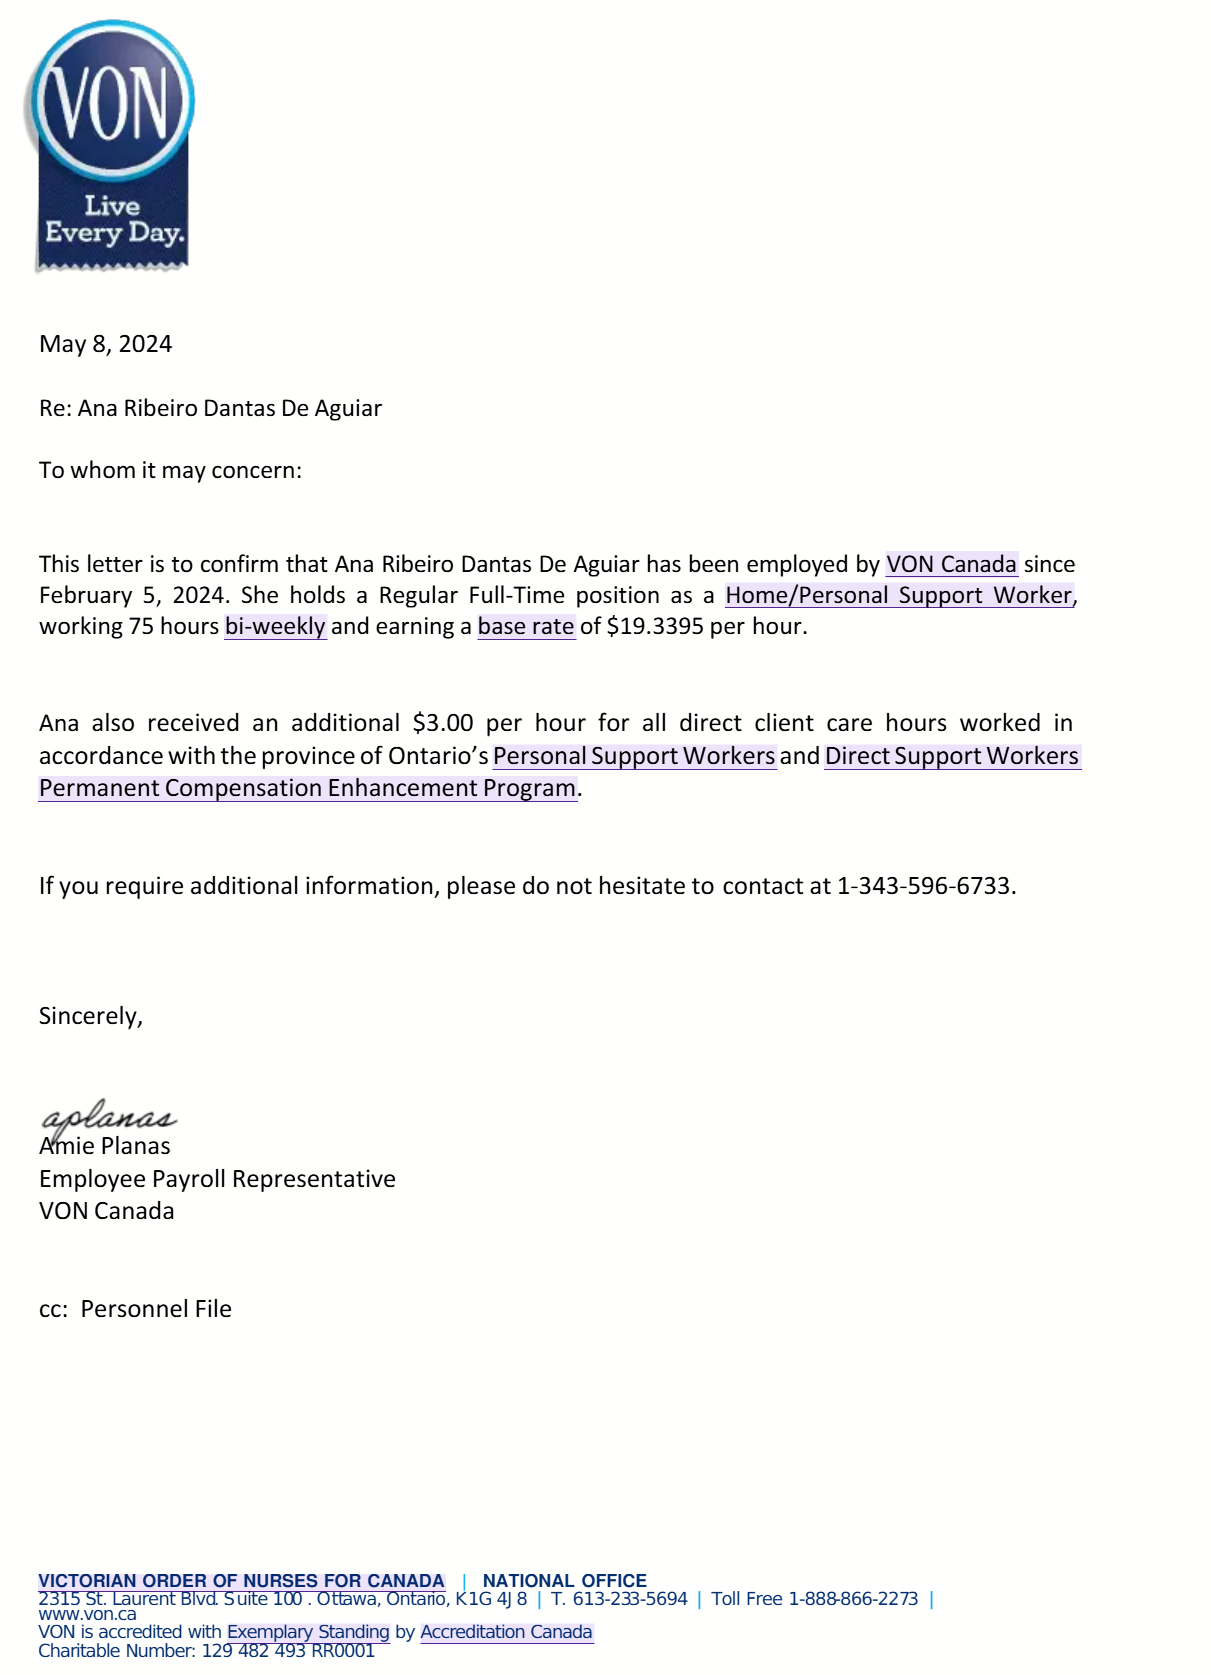 VON
Live
Every Day.
May 8, 2024
Re: Ana Ribeiro Dantas De Aguiar
To whom it may concern:
This letter is to confirm that Ana Ribeiro Dantas De Aguiar has been employed by VON Canada since
February 5, 2024. She holds a Regular Full-Time position as a Home/Personal Support Worker,
working 75 hours bi-weekly and earning a base rate of $19.3395 per hour.
Ana also received an additional $3.00 per hour for all direct client care hours worked in
accordance with the province of Ontario’s Personal Support Workers and Direct Support Workers
Permanent Compensation Enhancement Program.
If you require additional information, please do not hesitate to contact at 1-343-596-6733.
Sincerely,
aplanas
Amie Planas
Employee Payroll Representative
VON Canada
cc: Personnel File
VICTORIAN ORDER OF NURSES FOR CANADA | NATIONAL OFFICE
2315 St. Laurent Blvd. Suite 100 . Ottawa, Ontario, K1G 4J8 | T. 613-233-5694 | Toll Free 1-888-866-2273 |
www.von.ca
VON is accredited with Exemplary Standing by Accreditation Canada
Charitable Number: 129 482 493 RR0001